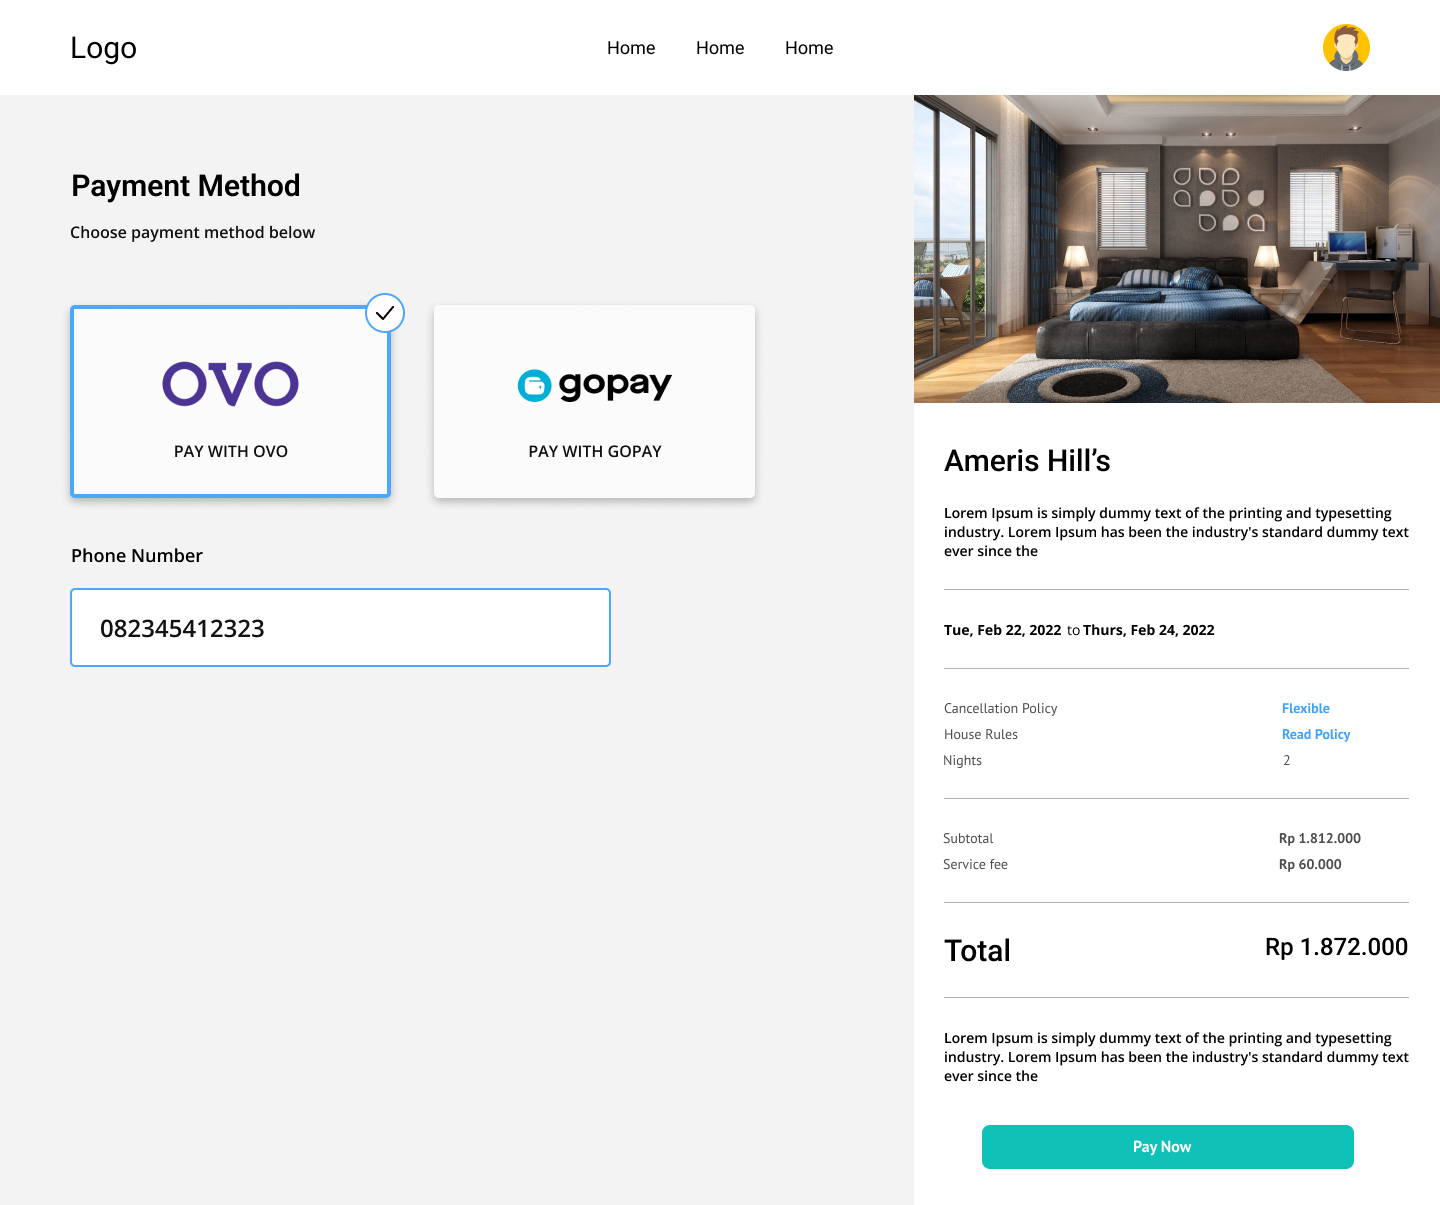 Logo
Home Home Home
Payment Method
Choose payment method below
OVO
PAY WITH OVO
gopay
PAY WITH GOPAY
Phone Number
082345412323
Ameris Hill’s
Lorem Ipsum is simply dummy text of the printing and typesetting
industry. Lorem Ipsum has been the industry's standard dummy text
ever since the
Tue, Feb 22, 2022 to Thurs, Feb 24, 2022
Cancellation Policy Flexible
House Rules Read Policy
Nights 2
Subtotal Rp 1.812.000
Service fee Rp 60.000
Total Rp 1.872.000
Lorem Ipsum is simply dummy text of the printing and typesetting
industry. Lorem Ipsum has been the industry's standard dummy text
ever since the
Pay Now